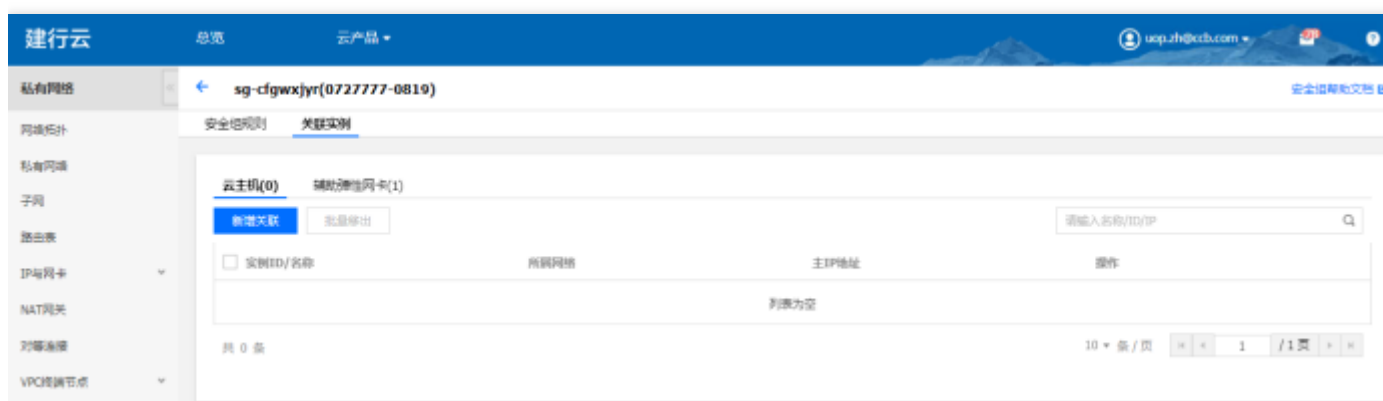 建行云 总览 云产品 uop.zh@ccb.com
私有网络 sg-cfgwxjyr(0727777-0819) 安全组帮助文档
网络拓扑 安全组规则 关联实例
私有网络
云主机(0) 辅助弹性网卡(1)
子网
新增关联 批量移出 请输入名称/ID/IP
路由表
实例ID/名称 所属网络 主IP地址 操作
IP与网卡
列表为空
NAT网关
对等连接
共 0 条 10 条/页 1 /1页
VPC终端节点